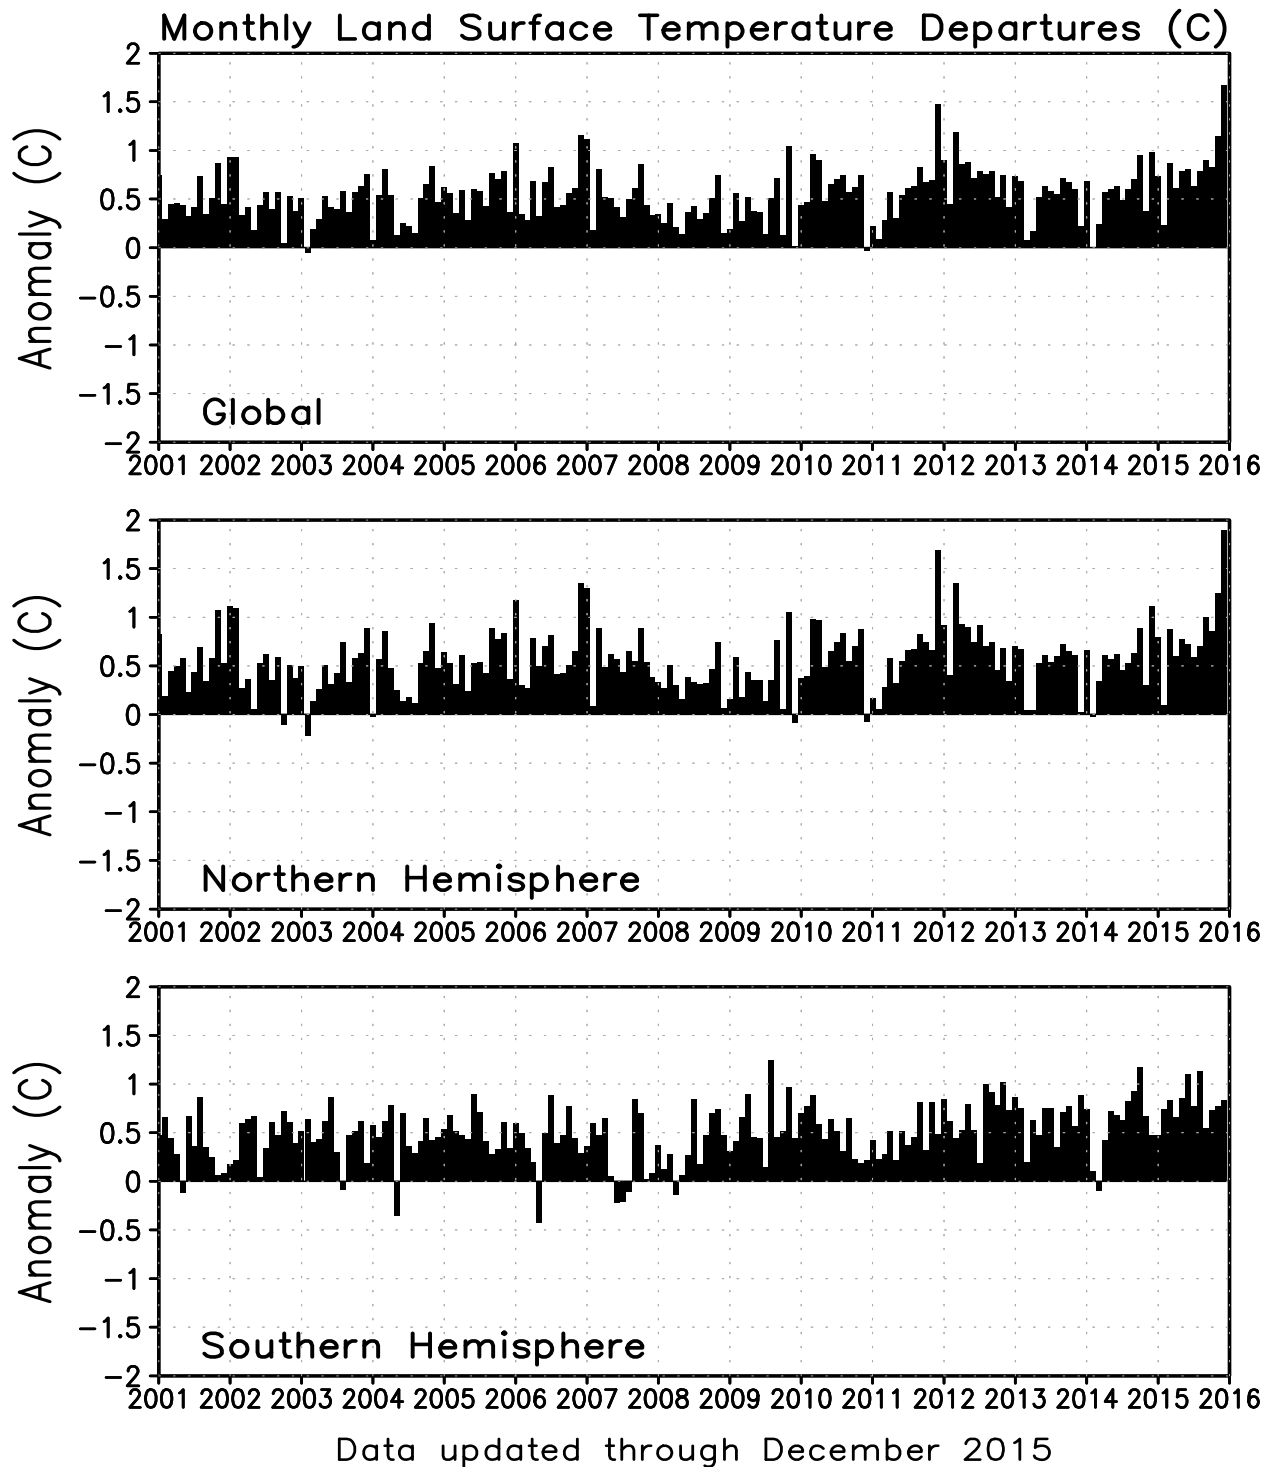 Monthly Land Surface Temperature Departures (C)
2
1.5
1
0.5
0
−0.5
−1
−1.5
−2
Anomaly (C)
Global
2001 2002 2003 2004 2005 2006 2007 2008 2009 2010 2011 2012 2013 2014 2015 2016
2
1.5
1
0.5
0
−0.5
−1
−1.5
−2
Anomaly (C)
Northern Hemisphere
2001 2002 2003 2004 2005 2006 2007 2008 2009 2010 2011 2012 2013 2014 2015 2016
2
1.5
1
0.5
0
−0.5
−1
−1.5
−2
Anomaly (C)
Southern Hemisphere
2001 2002 2003 2004 2005 2006 2007 2008 2009 2010 2011 2012 2013 2014 2015 2016
Data updated through December 2015